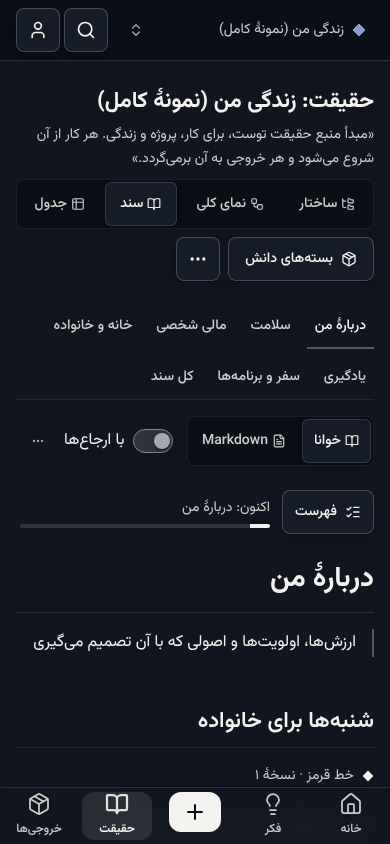 زندگی من (نمونهٔ کامل)
حقیقت: زندگی من (نمونهٔ کامل)
«مبدأ منبع حقیقت توست، برای کار، پروژه و زندگی. هر کار از آن
شروع می‌شود و هر خروجی به آن برمی‌گردد.»
ساختار
نمای کلی
سند
جدول
بسته‌های دانش
دربارهٔ من
سلامت
مالی شخصی
خانه و خانواده
یادگیری
سفر و برنامه‌ها
کل سند
خوانا
Markdown
با ارجاع‌ها
فهرست
اکنون: دربارهٔ من
دربارهٔ من
ارزش‌ها، اولویت‌ها و اصولی که با آن تصمیم می‌گیری
شنبه‌ها برای خانواده
خط قرمز · نسخهٔ ۱
خانه
فکر
حقیقت
خروجی‌ها